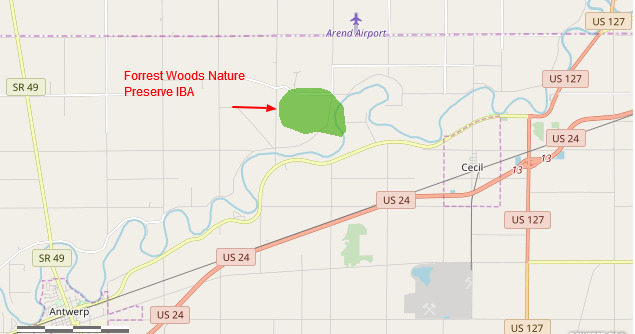 US 127
Arend Airport
Forrest Woods Nature
Preserve IBA
SR 49
US 127
US 24
Cecil
13
13
US 24
US 127
SR 49
US 24
Antwerp
US 24
US 127